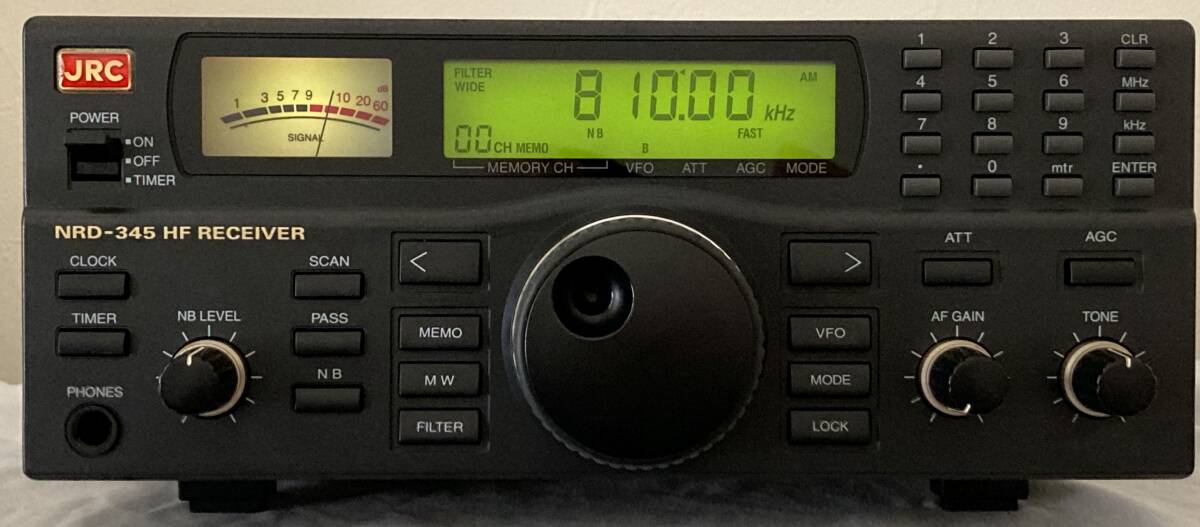 JRC
POWER
ON
OFF
TIMER
1 3 5 7 9 10 20 60 dB
SIGNAL
FILTER
WIDE
810.00 kHz
AM
NB
FAST
00 CH MEMO
B
MEMORY CH VFO ATT AGC MODE
1 2 3 CLR
4 5 6 MHz
7 8 9 kHz
· 0 mtr ENTER
NRD-345 HF RECEIVER
CLOCK
SCAN
<
>
ATT
AGC
TIMER
NB LEVEL
PASS
MEMO
VFO
AF GAIN
TONE
NB
MW
MODE
PHONES
FILTER
LOCK